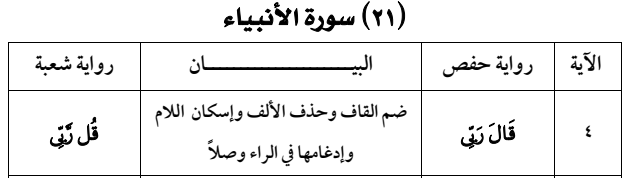 (٢١) سورة الأنبياء
الآية رواية حفص البيـــــــــــــــان رواية شعبة
ضم القاف وحذف الألف وإسكان اللام
٤ قَالَ رَبِّى قُل رَّبِّى
وإدغامها في الراء وصلاً